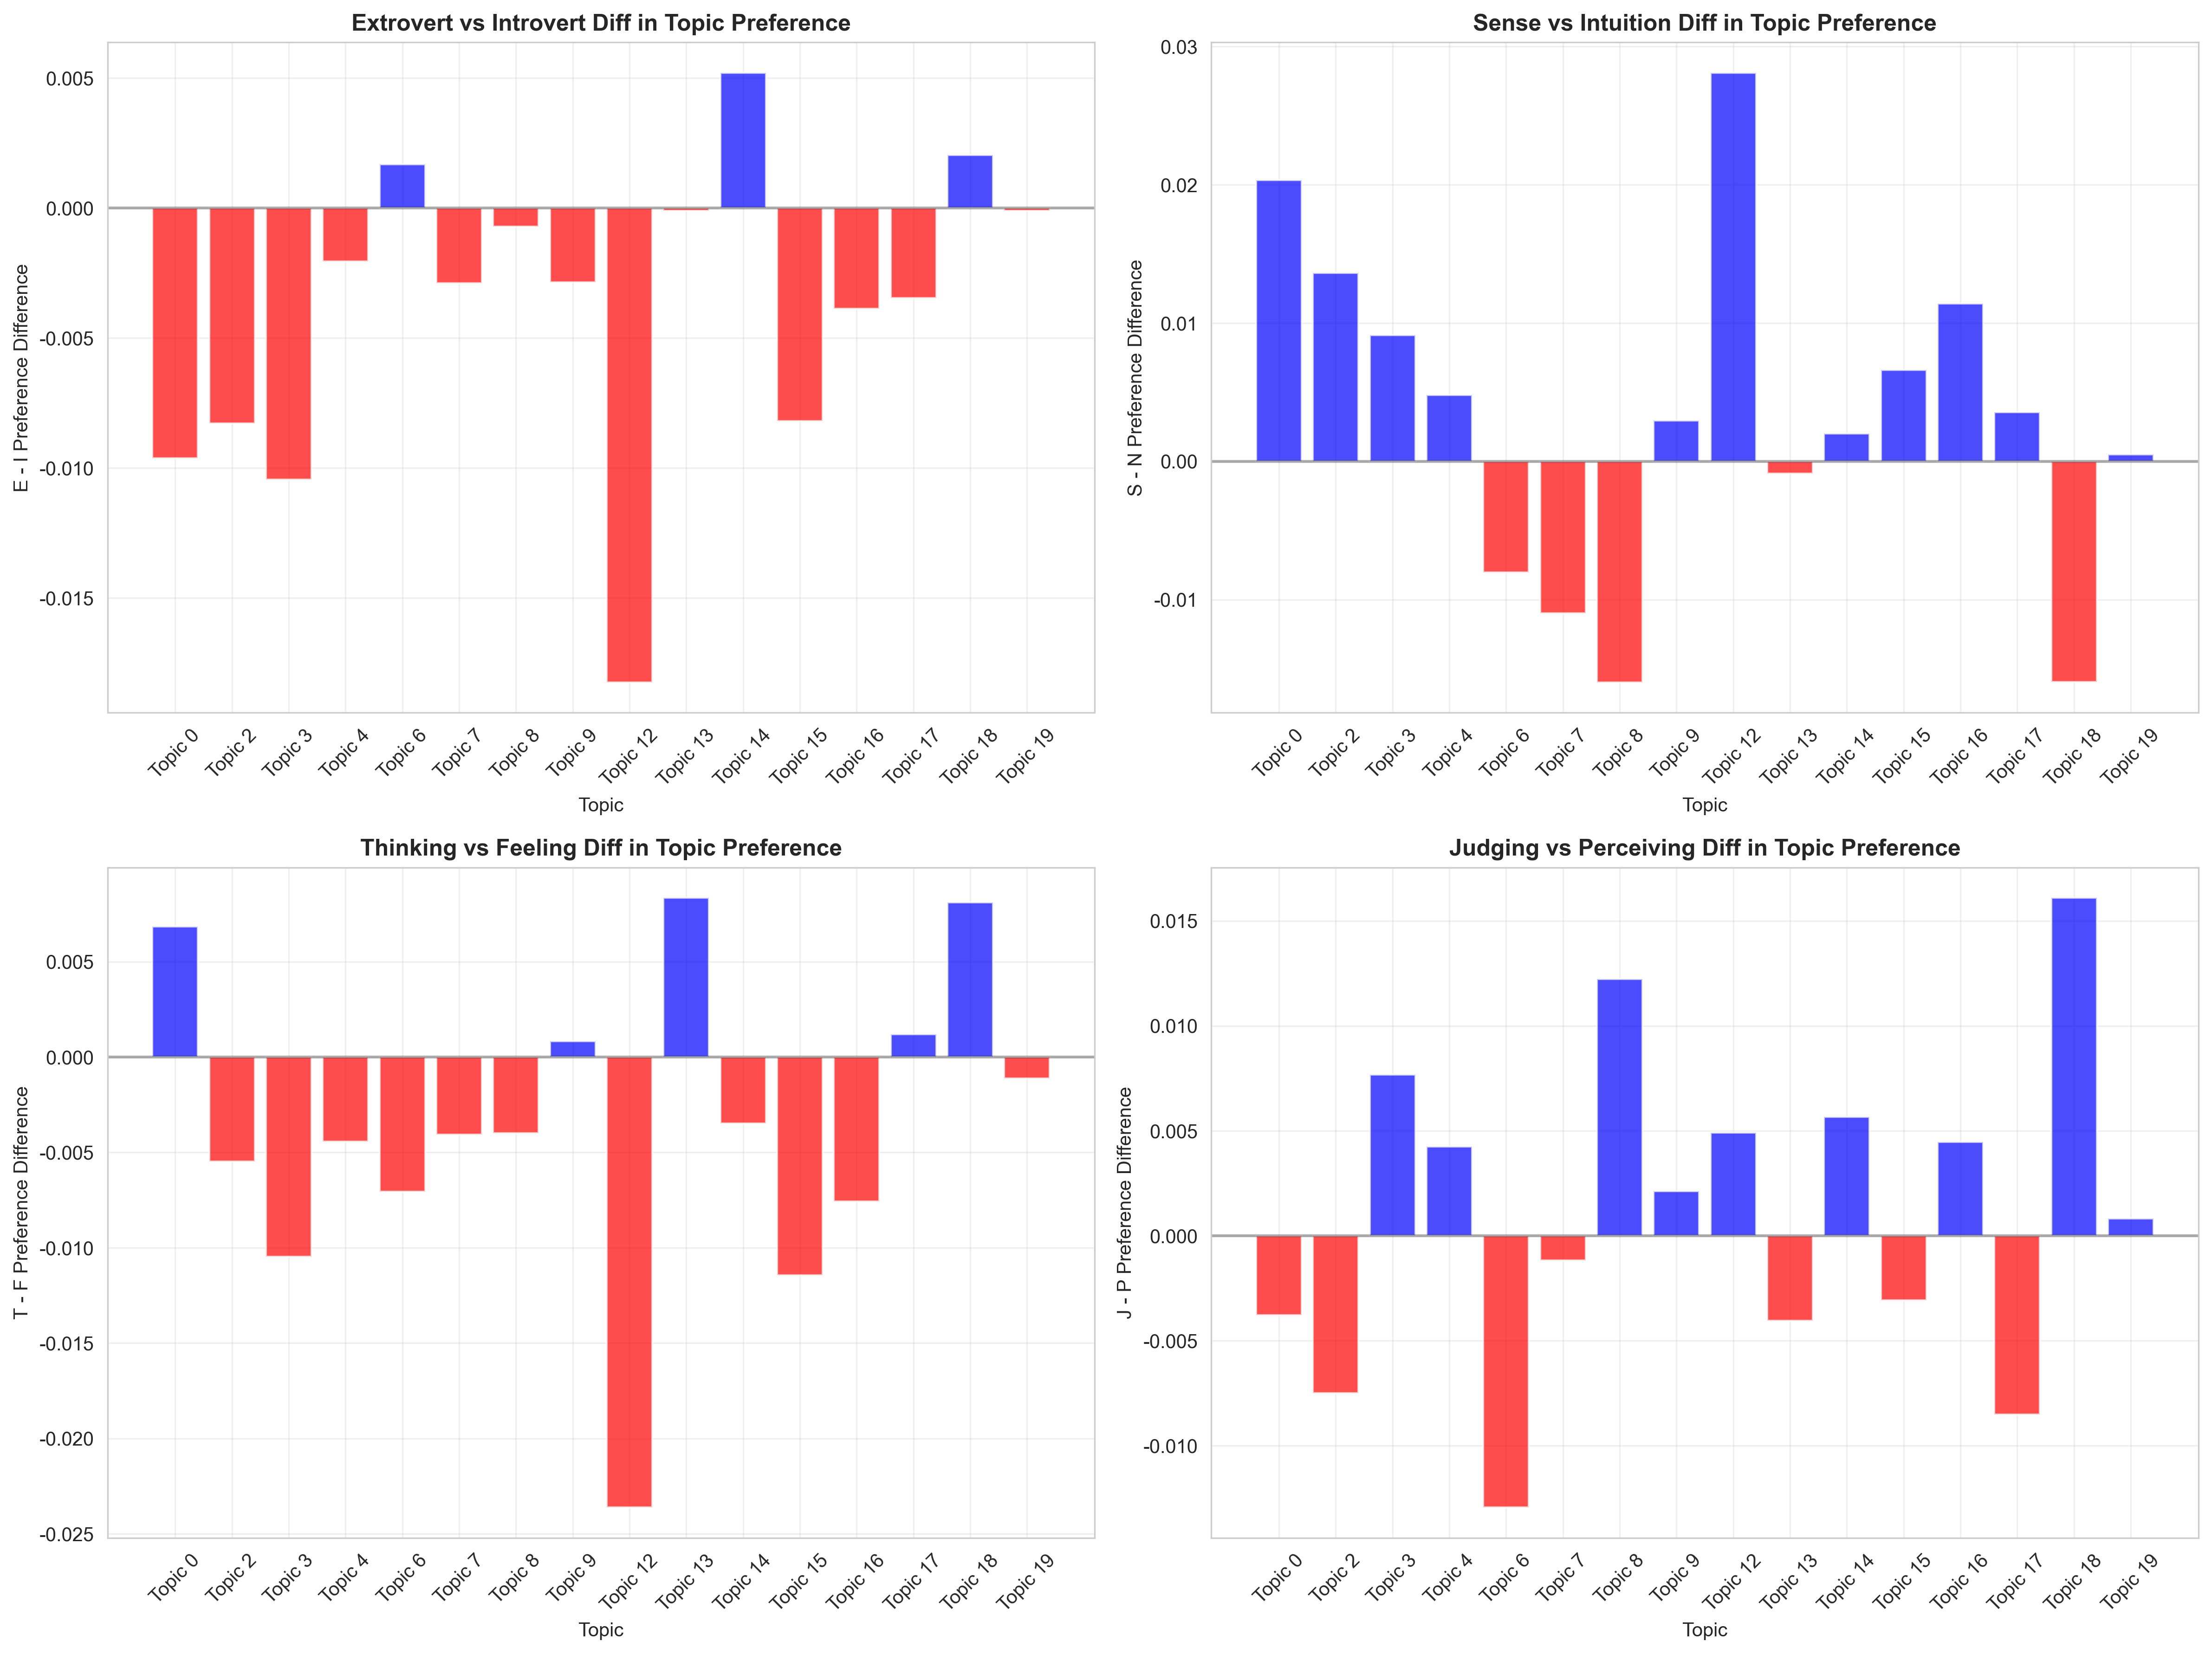 Extrovert vs Introvert Diff in Topic Preference
E - I Preference Difference
0.005
0.000
-0.005
-0.010
-0.015
Topic 0
Topic 2
Topic 3
Topic 4
Topic 6
Topic 7
Topic 8
Topic 9
Topic 12
Topic 13
Topic 14
Topic 15
Topic 16
Topic 17
Topic 18
Topic 19
Topic
Sense vs Intuition Diff in Topic Preference
S - N Preference Difference
0.03
0.02
0.01
0.00
-0.01
Topic 0
Topic 2
Topic 3
Topic 4
Topic 6
Topic 7
Topic 8
Topic 9
Topic 12
Topic 13
Topic 14
Topic 15
Topic 16
Topic 17
Topic 18
Topic 19
Topic
Thinking vs Feeling Diff in Topic Preference
T - F Preference Difference
0.005
0.000
-0.005
-0.010
-0.015
-0.020
-0.025
Topic 0
Topic 2
Topic 3
Topic 4
Topic 6
Topic 7
Topic 8
Topic 9
Topic 12
Topic 13
Topic 14
Topic 15
Topic 16
Topic 17
Topic 18
Topic 19
Topic
Judging vs Perceiving Diff in Topic Preference
J - P Preference Difference
0.015
0.010
0.005
0.000
-0.005
-0.010
Topic 0
Topic 2
Topic 3
Topic 4
Topic 6
Topic 7
Topic 8
Topic 9
Topic 12
Topic 13
Topic 14
Topic 15
Topic 16
Topic 17
Topic 18
Topic 19
Topic